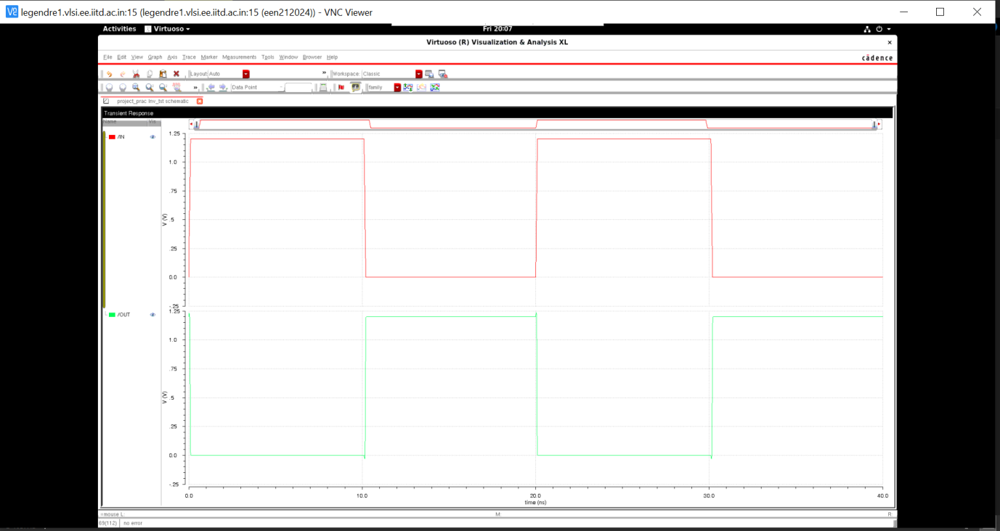 legendre1.vlsi.ee.iitd.ac.in:15 (legendre1.vlsi.ee.iitd.ac.in:15 (een212024)) - VNC Viewer
Activities Virtuoso Fri 20:07
Virtuoso (R) Visualization & Analysis XL
File Edit View Graph Axis Trace Marker Measurements Tools Window Browser Help cādence
Layout Auto » Workspace: Classic
» Data Point family
project_prac Inv_tst schematic
Transient Response
Name Vis
/IN
1.25
1.0
.75
.5
.25
0.0
-.25
V (V)
/OUT
1.25
1.0
.75
.5
.25
0.0
-.25
V (V)
0.0 10.0 20.0 30.0 40.0
time (ns)
mouse L: M: R:
69(112) no error